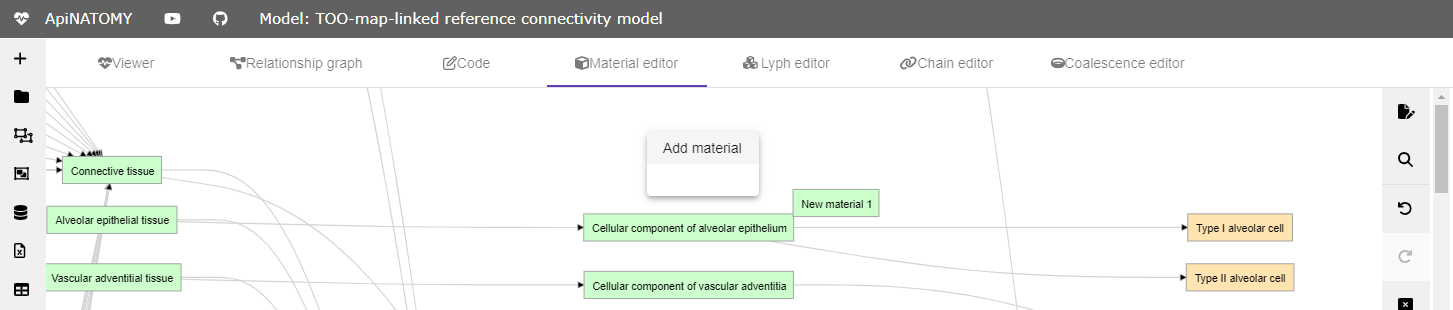 ApiNATOMY Model: TOO-map-linked reference connectivity model
Viewer Relationship graph Code Material editor Lyph editor Chain editor Coalescence editor
Add material
Connective tissue
New material 1
Alveolar epithelial tissue Cellular component of alveolar epithelium Type I alveolar cell
Vascular adventitial tissue Cellular component of vascular adventitia Type II alveolar cell